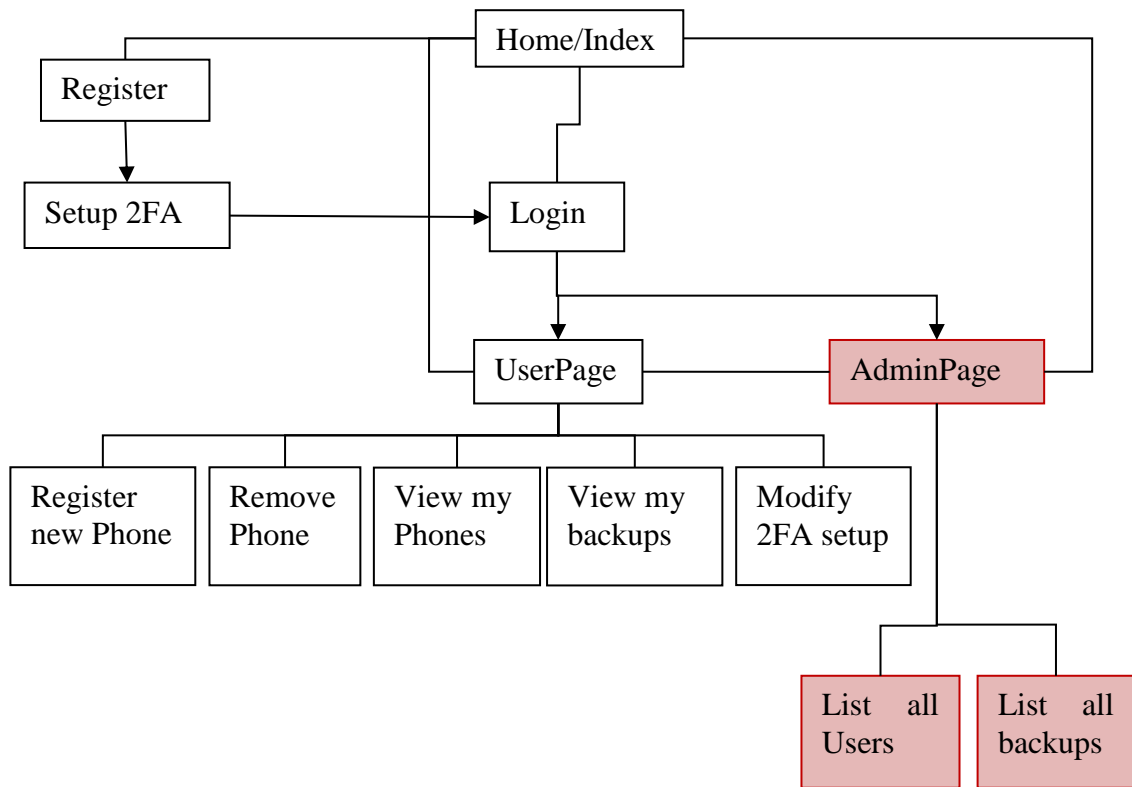 Home/Index
Register
Setup 2FA
Login
UserPage
AdminPage
Register
new Phone
Remove
Phone
View my
Phones
View my
backups
Modify
2FA setup
List all
Users
List all
backups